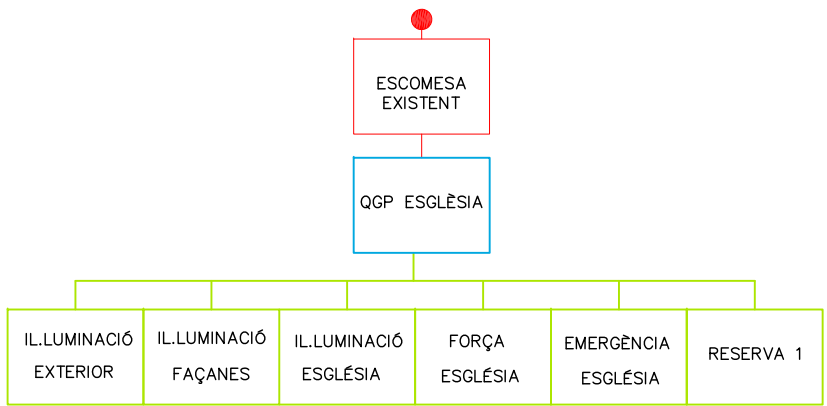 ESCOMESA
EXISTENT
QGP ESGLÈSIA
IL.LUMINACIÓ
EXTERIOR
IL.LUMINACIÓ
FAÇANES
IL.LUMINACIÓ
ESGLÉSIA
FORÇA
ESGLÉSIA
EMERGÈNCIA
ESGLÉSIA
RESERVA 1